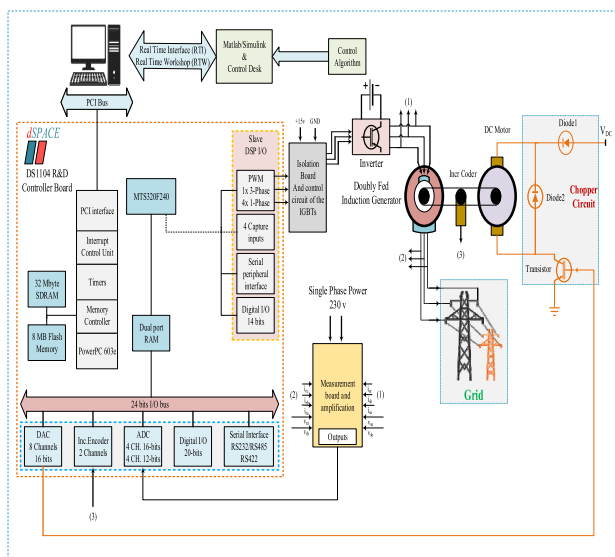 Real Time Interface (RTI)
Real Time Workshop (RTW)
Matlab/Simulink
&
Control Desk
Control
Algorithm
PCI Bus
dSPACE
DS1104 R&D
Controller Board
PCI interface
Interrupt
Control Unit
Timers
Memory
Controller
PowerPC 603e
32 Mbyte
SDRAM
8 MB Flash
Memory
MTS320F240
Dual port
RAM
Slave
DSP I/O
PWM
1x 3-Phase
4x 1-Phase
4 Capture
inputs
Serial
peripheral
interface
Digital I/O
14 bits
+15v
GND
Isolation
Board
And control
circuit of the
IGBTs
+
−
Inverter
(1)
Doubly Fed
Induction Generator
Incr Coder
DC Motor
Diode1
V_DC
Diode2
Chopper
Circuit
Transistor
(2)
(3)
Grid
Single Phase Power
230 v
Measurement
board and
amplification
Outputs
(2)
(1)
24 bits I/O bus
DAC
8 Channels
16 bits
Inc.Encoder
2 Channels
ADC
4 CH. 16-bits
4 CH. 12-bits
Digital I/O
20-bits
Serial Interface
RS232/RS485
RS422
(3)